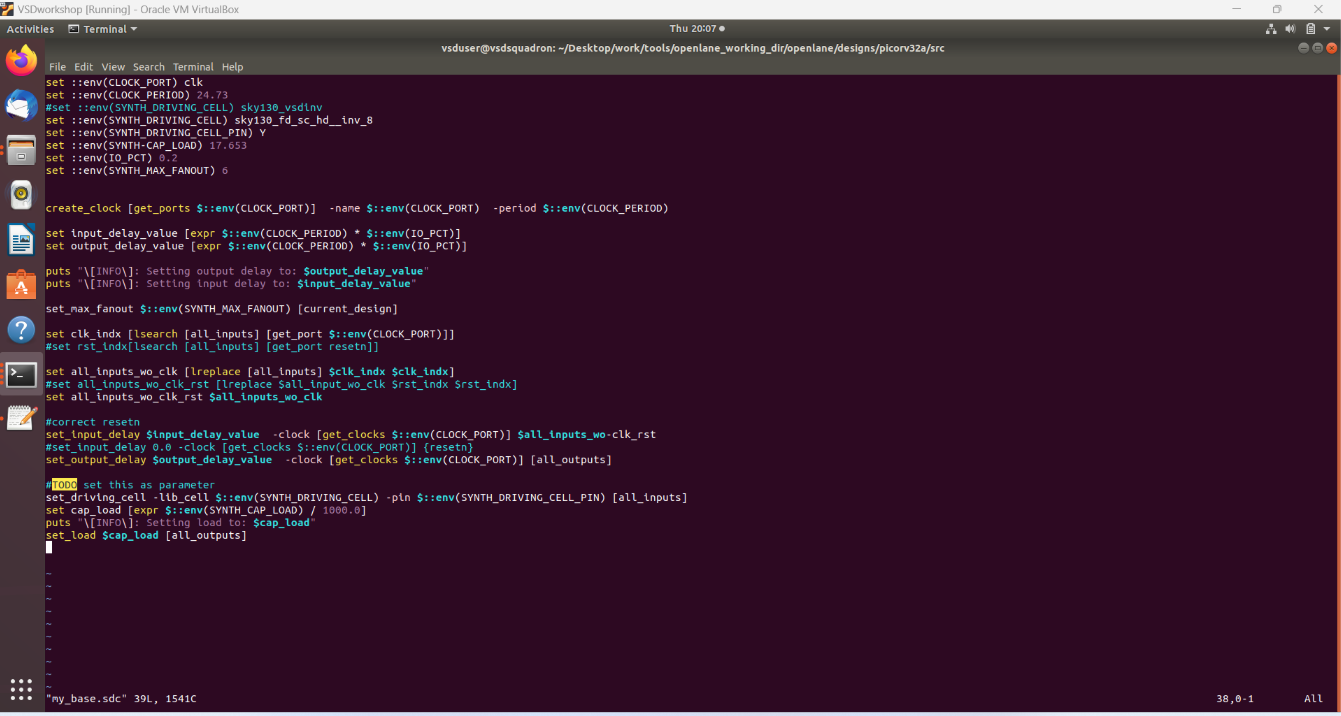 VSDworkshop [Running] - Oracle VM VirtualBox
Activities Terminal Thu 20:07
vsduser@vsdsquadron: ~/Desktop/work/tools/openlane_working_dir/openlane/designs/picorv32a/src
File Edit View Search Terminal Help
set ::env(CLOCK_PORT) clk
set ::env(CLOCK_PERIOD) 24.73
#set ::env(SYNTH_DRIVING_CELL) sky130_vsdinv
set ::env(SYNTH_DRIVING_CELL) sky130_fd_sc_hd__inv_8
set ::env(SYNTH_DRIVING_CELL_PIN) Y
set ::env(SYNTH-CAP_LOAD) 17.653
set ::env(IO_PCT) 0.2
set ::env(SYNTH_MAX_FANOUT) 6
create_clock [get_ports $::env(CLOCK_PORT)]  -name $::env(CLOCK_PORT)  -period $::env(CLOCK_PERIOD)
set input_delay_value [expr $::env(CLOCK_PERIOD) * $::env(IO_PCT)]
set output_delay_value [expr $::env(CLOCK_PERIOD) * $::env(IO_PCT)]
puts "\[INFO\]: Setting output delay to: $output_delay_value"
puts "\[INFO\]: Setting input delay to: $input_delay_value"
set_max_fanout $::env(SYNTH_MAX_FANOUT) [current_design]
set clk_indx [lsearch [all_inputs] [get_port $::env(CLOCK_PORT)]]
#set rst_indx[lsearch [all_inputs] [get_port resetn]]
set all_inputs_wo_clk [lreplace [all_inputs] $clk_indx $clk_indx]
#set all_inputs_wo_clk_rst [lreplace $all_input_wo_clk $rst_indx $rst_indx]
set all_inputs_wo_clk_rst $all_inputs_wo_clk
#correct resetn
set_input_delay $input_delay_value  -clock [get_clocks $::env(CLOCK_PORT)] $all_inputs_wo-clk_rst
#set_input_delay 0.0 -clock [get_clocks $::env(CLOCK_PORT)] {resetn}
set_output_delay $output_delay_value  -clock [get_clocks $::env(CLOCK_PORT)] [all_outputs]
#TODO set this as parameter
set_driving_cell -lib_cell $::env(SYNTH_DRIVING_CELL) -pin $::env(SYNTH_DRIVING_CELL_PIN) [all_inputs]
set cap_load [expr $::env(SYNTH_CAP_LOAD) / 1000.0]
puts "\[INFO\]: Setting load to: $cap_load"
set_load $cap_load [all_outputs]
~
~
~
~
~
~
~
~
~
~
"my_base.sdc" 39L, 1541C 38,0-1 All